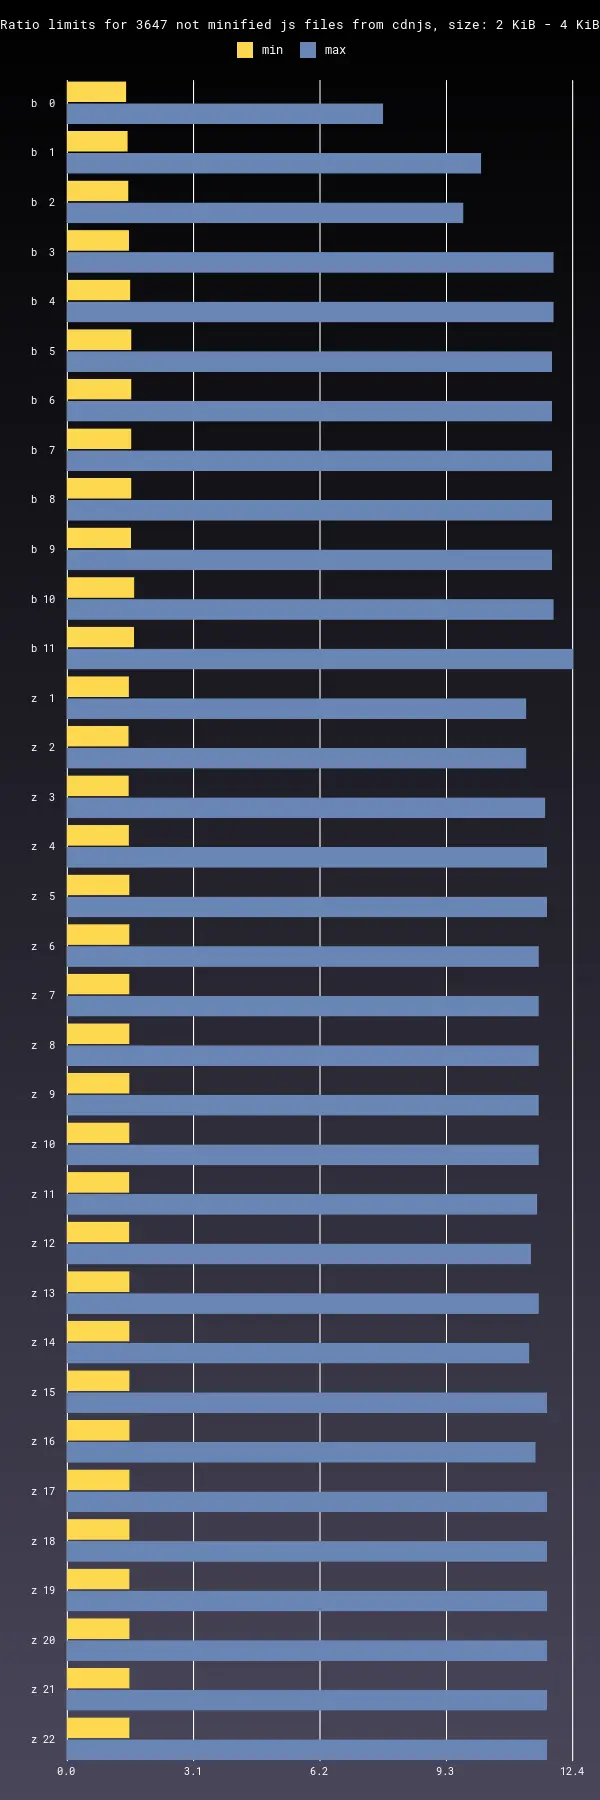 Ratio limits for 3647 not minified js files from cdnjs, size: 2 KiB - 4 KiB
min max
b 0
b 1
b 2
b 3
b 4
b 5
b 6
b 7
b 8
b 9
b 10
b 11
z 1
z 2
z 3
z 4
z 5
z 6
z 7
z 8
z 9
z 10
z 11
z 12
z 13
z 14
z 15
z 16
z 17
z 18
z 19
z 20
z 21
z 22
0.0 3.1 6.2 9.3 12.4